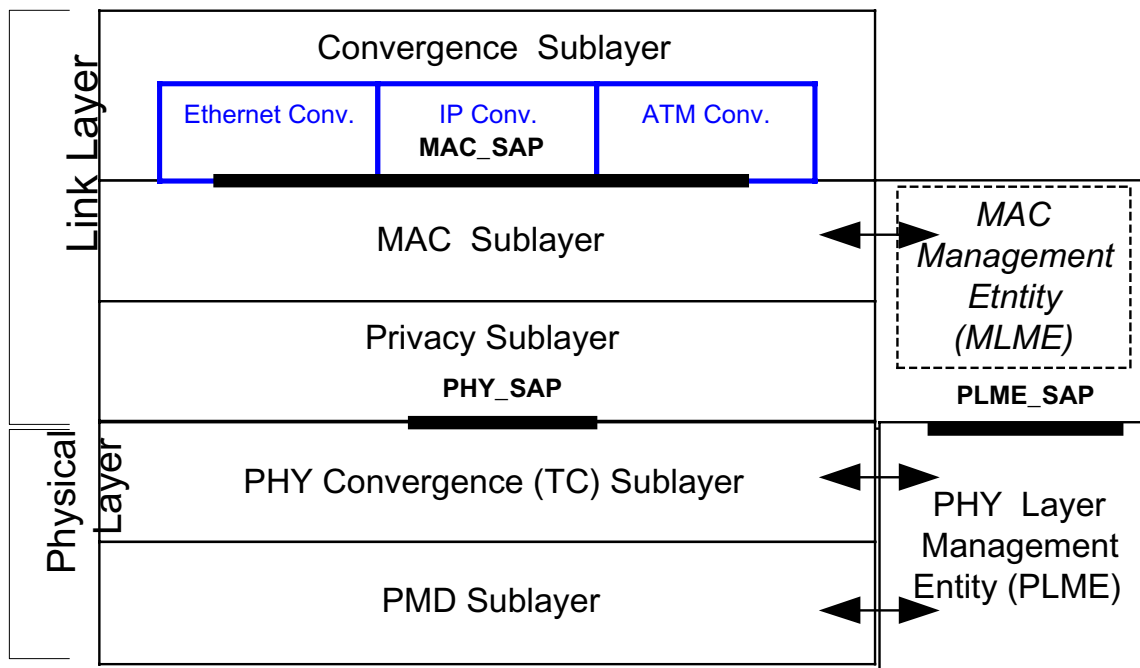 Link Layer
Convergence Sublayer
Ethernet Conv.
IP Conv.
ATM Conv.
MAC_SAP
MAC Sublayer
MAC
Management
Etntity
(MLME)
Privacy Sublayer
PHY_SAP
PLME_SAP
Physical
Layer
PHY Convergence (TC) Sublayer
PHY Layer
Management
Entity (PLME)
PMD Sublayer